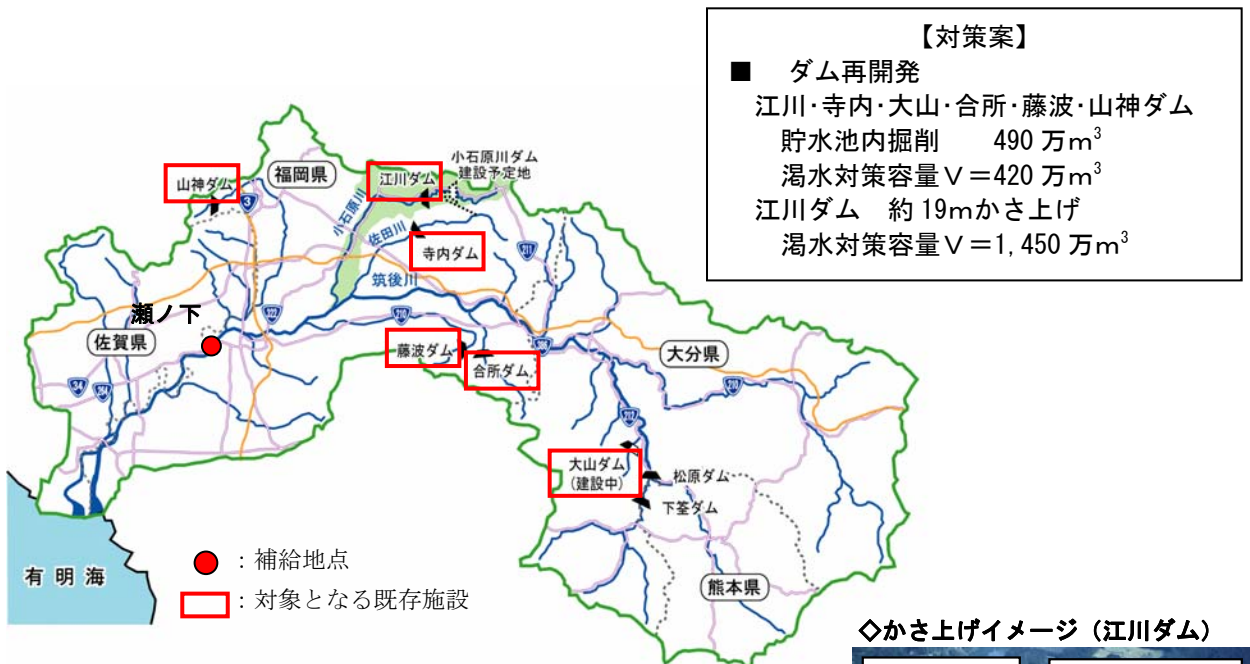 【対策案】
■ ダム再開発
江川・寺内・大山・合所・藤波・山神ダム
貯水池内掘削 490 万m³
渇水対策容量V＝420 万m³
江川ダム 約 19mかさ上げ
渇水対策容量V＝1,450 万m³
小石原川ダム
建設予定地
山神ダム
福岡県
江川ダム
3
小石原川
佐田川
寺内ダム
211
筑後川
瀬ノ下
322
210
佐賀県
藤波ダム
合所ダム
大分県
34
210
212
大山ダム
(建設中)
松原ダム
下筌ダム
熊本県
有明海
：補給地点
：対象となる既存施設
◇かさ上げイメージ（江川ダム）